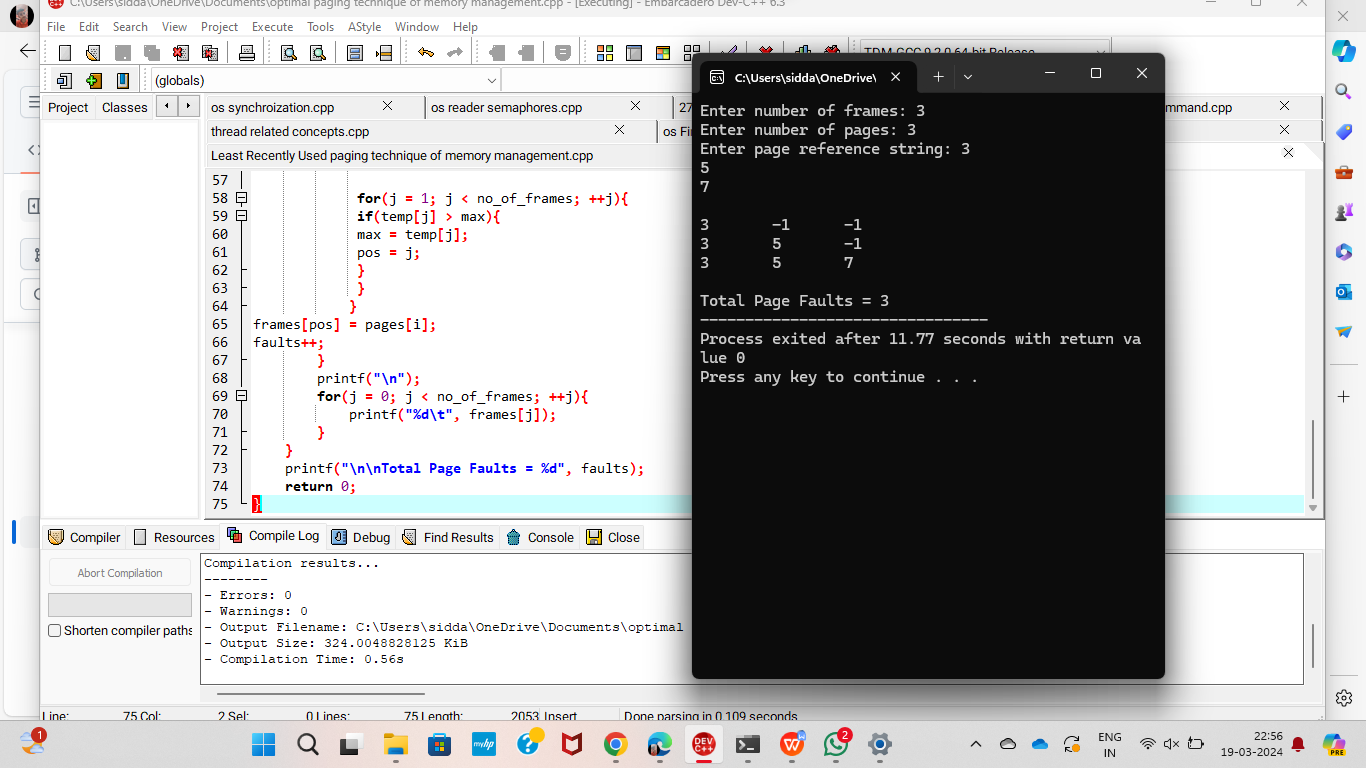 C:\Users\sidda\OneDrive\Documents\optimal paging technique of memory management.cpp - [Executing] - Embarcadero Dev-C++ 6.3
File Edit Search View Project Execute Tools AStyle Window Help
TDM-GCC 9.2.0 64-bit Release
(globals)
Project Classes
os synchroization.cpp
os reader semaphores.cpp
27
mmand.cpp
thread related concepts.cpp
os Fi
Least Recently Used paging technique of memory management.cpp
57
58 for(j = 1; j < no_of_frames; ++j){
59 if(temp[j] > max){
60 max = temp[j];
61 pos = j;
62 }
63 }
64 }
65 frames[pos] = pages[i];
66 faults++;
67 }
68 printf("\n");
69 for(j = 0; j < no_of_frames; ++j){
70 printf("%d\t", frames[j]);
71 }
72 }
73 printf("\n\nTotal Page Faults = %d", faults);
74 return 0;
75 }
C:\Users\sidda\OneDrive\
Enter number of frames: 3
Enter number of pages: 3
Enter page reference string: 3
5
7
3 -1 -1
3 5 -1
3 5 7
Total Page Faults = 3
--------------------------------
Process exited after 11.77 seconds with return va
lue 0
Press any key to continue . . .
Compiler Resources Compile Log Debug Find Results Console Close
Abort Compilation
Shorten compiler paths
Compilation results...
--------
- Errors: 0
- Warnings: 0
- Output Filename: C:\Users\sidda\OneDrive\Documents\optimal
- Output Size: 324.0048828125 KiB
- Compilation Time: 0.56s
Line: 75 Col: 2 Sel: 0 Lines: 75 Length: 2053 Insert Done parsing in 0.109 seconds
1
myhp
DEV
C++
2
ENG
IN
22:56
19-03-2024
PRE